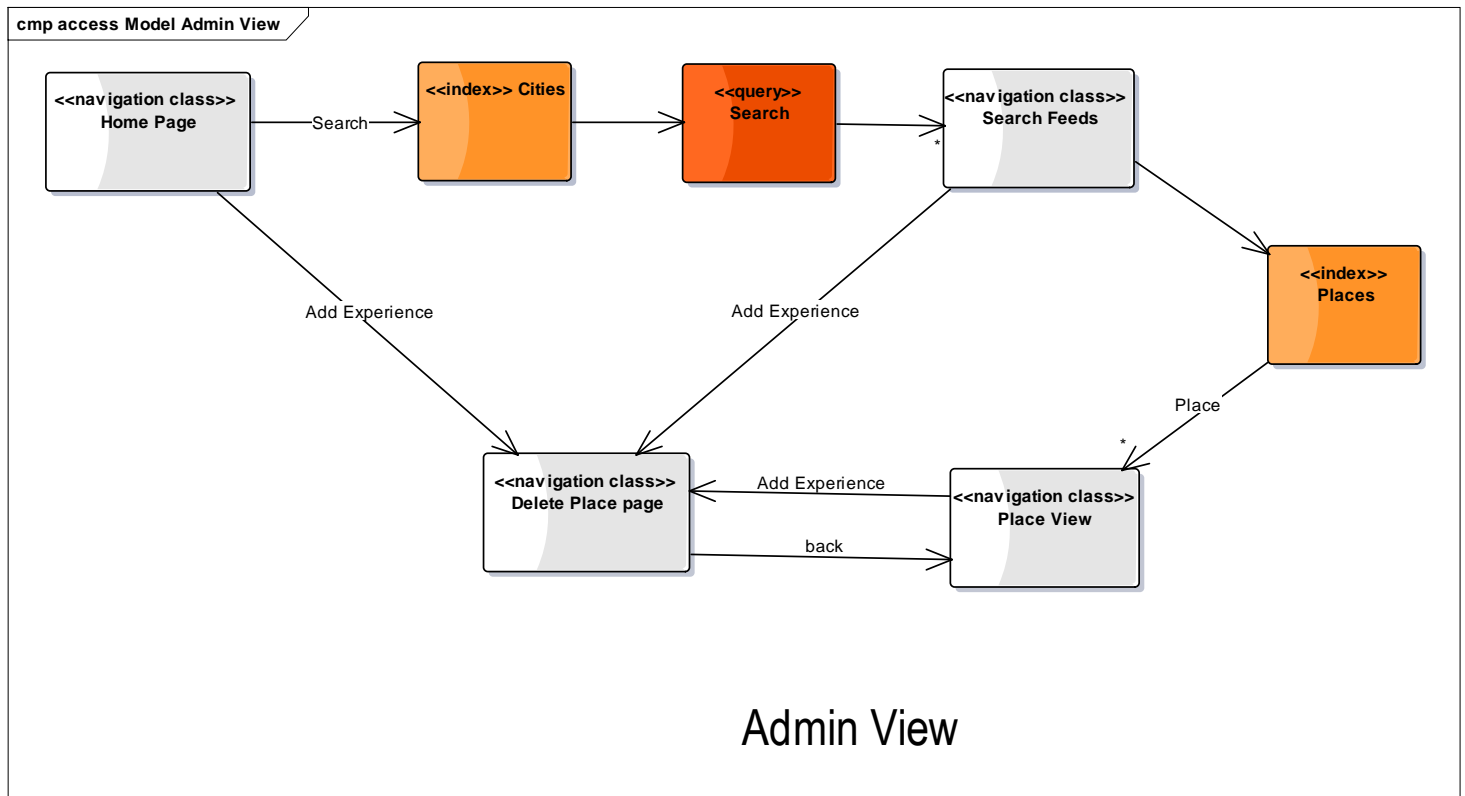 cmp access Model Admin View
<<navigation class>>
Home Page
Search
<<index>> Cities
<<query>>
Search
<<navigation class>>
Search Feeds
*
<<index>>
Places
Add Experience
Add Experience
Place
*
<<navigation class>>
Delete Place page
Add Experience
back
<<navigation class>>
Place View
Admin View